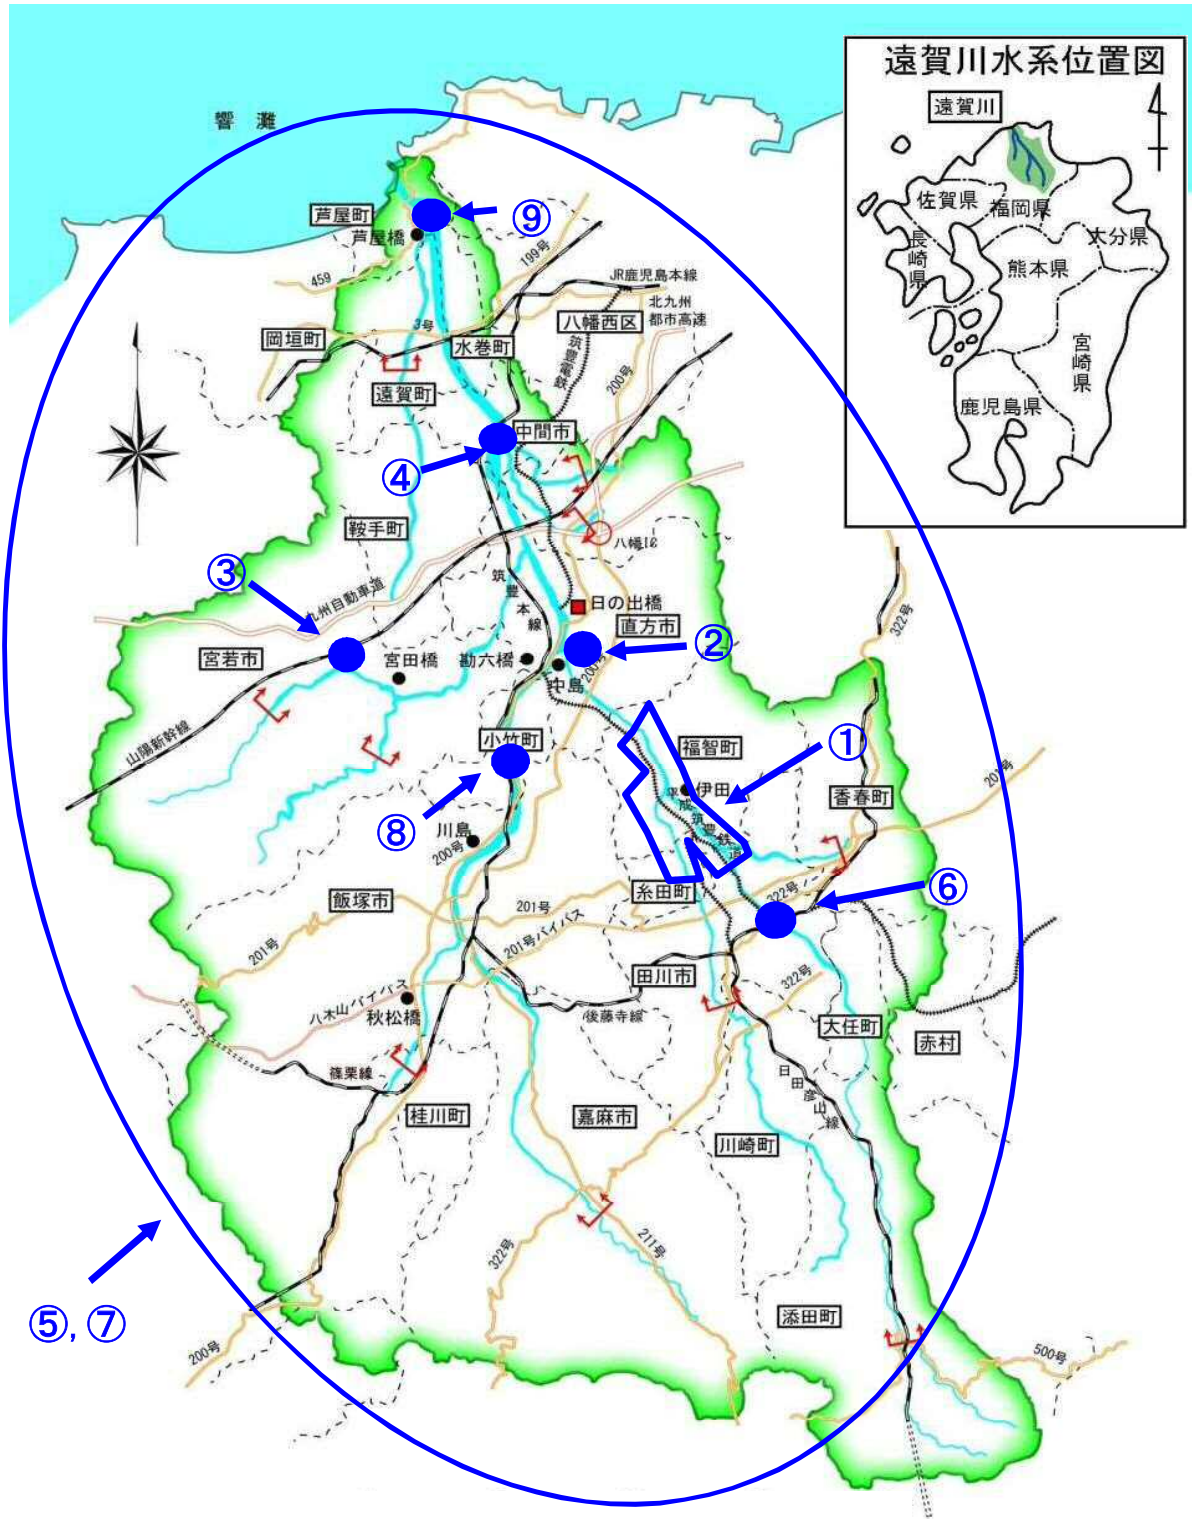 遠賀川水系位置図
遠賀川
佐賀県
福岡県
大分県
長崎県
熊本県
宮崎県
鹿児島県
響 灘
芦屋町
芦屋橋
⑨
459
199号
JR鹿児島本線
北九州
都市高速
八幡西区
岡垣町
3号
水巻町
筑豊電鉄
200号
遠賀町
中間市
④
鞍手町
八幡IC
③
九州自動車道
筑豊本線
日の出橋
直方市
322号
②
宮若市
宮田橋
勘六橋
中島
200号
山陽新幹線
小竹町
福智町
①
伊田
平成筑豊鉄道
香春町
201号
⑧
川島
200号
糸田町
322号
⑥
飯塚市
201号
201号
201号バイパス
田川市
322号
八木山バイパス
秋松橋
後藤寺線
大任町
赤村
篠栗線
日田彦山線
桂川町
嘉麻市
川崎町
322号
211号
⑤, ⑦
添田町
200号
500号